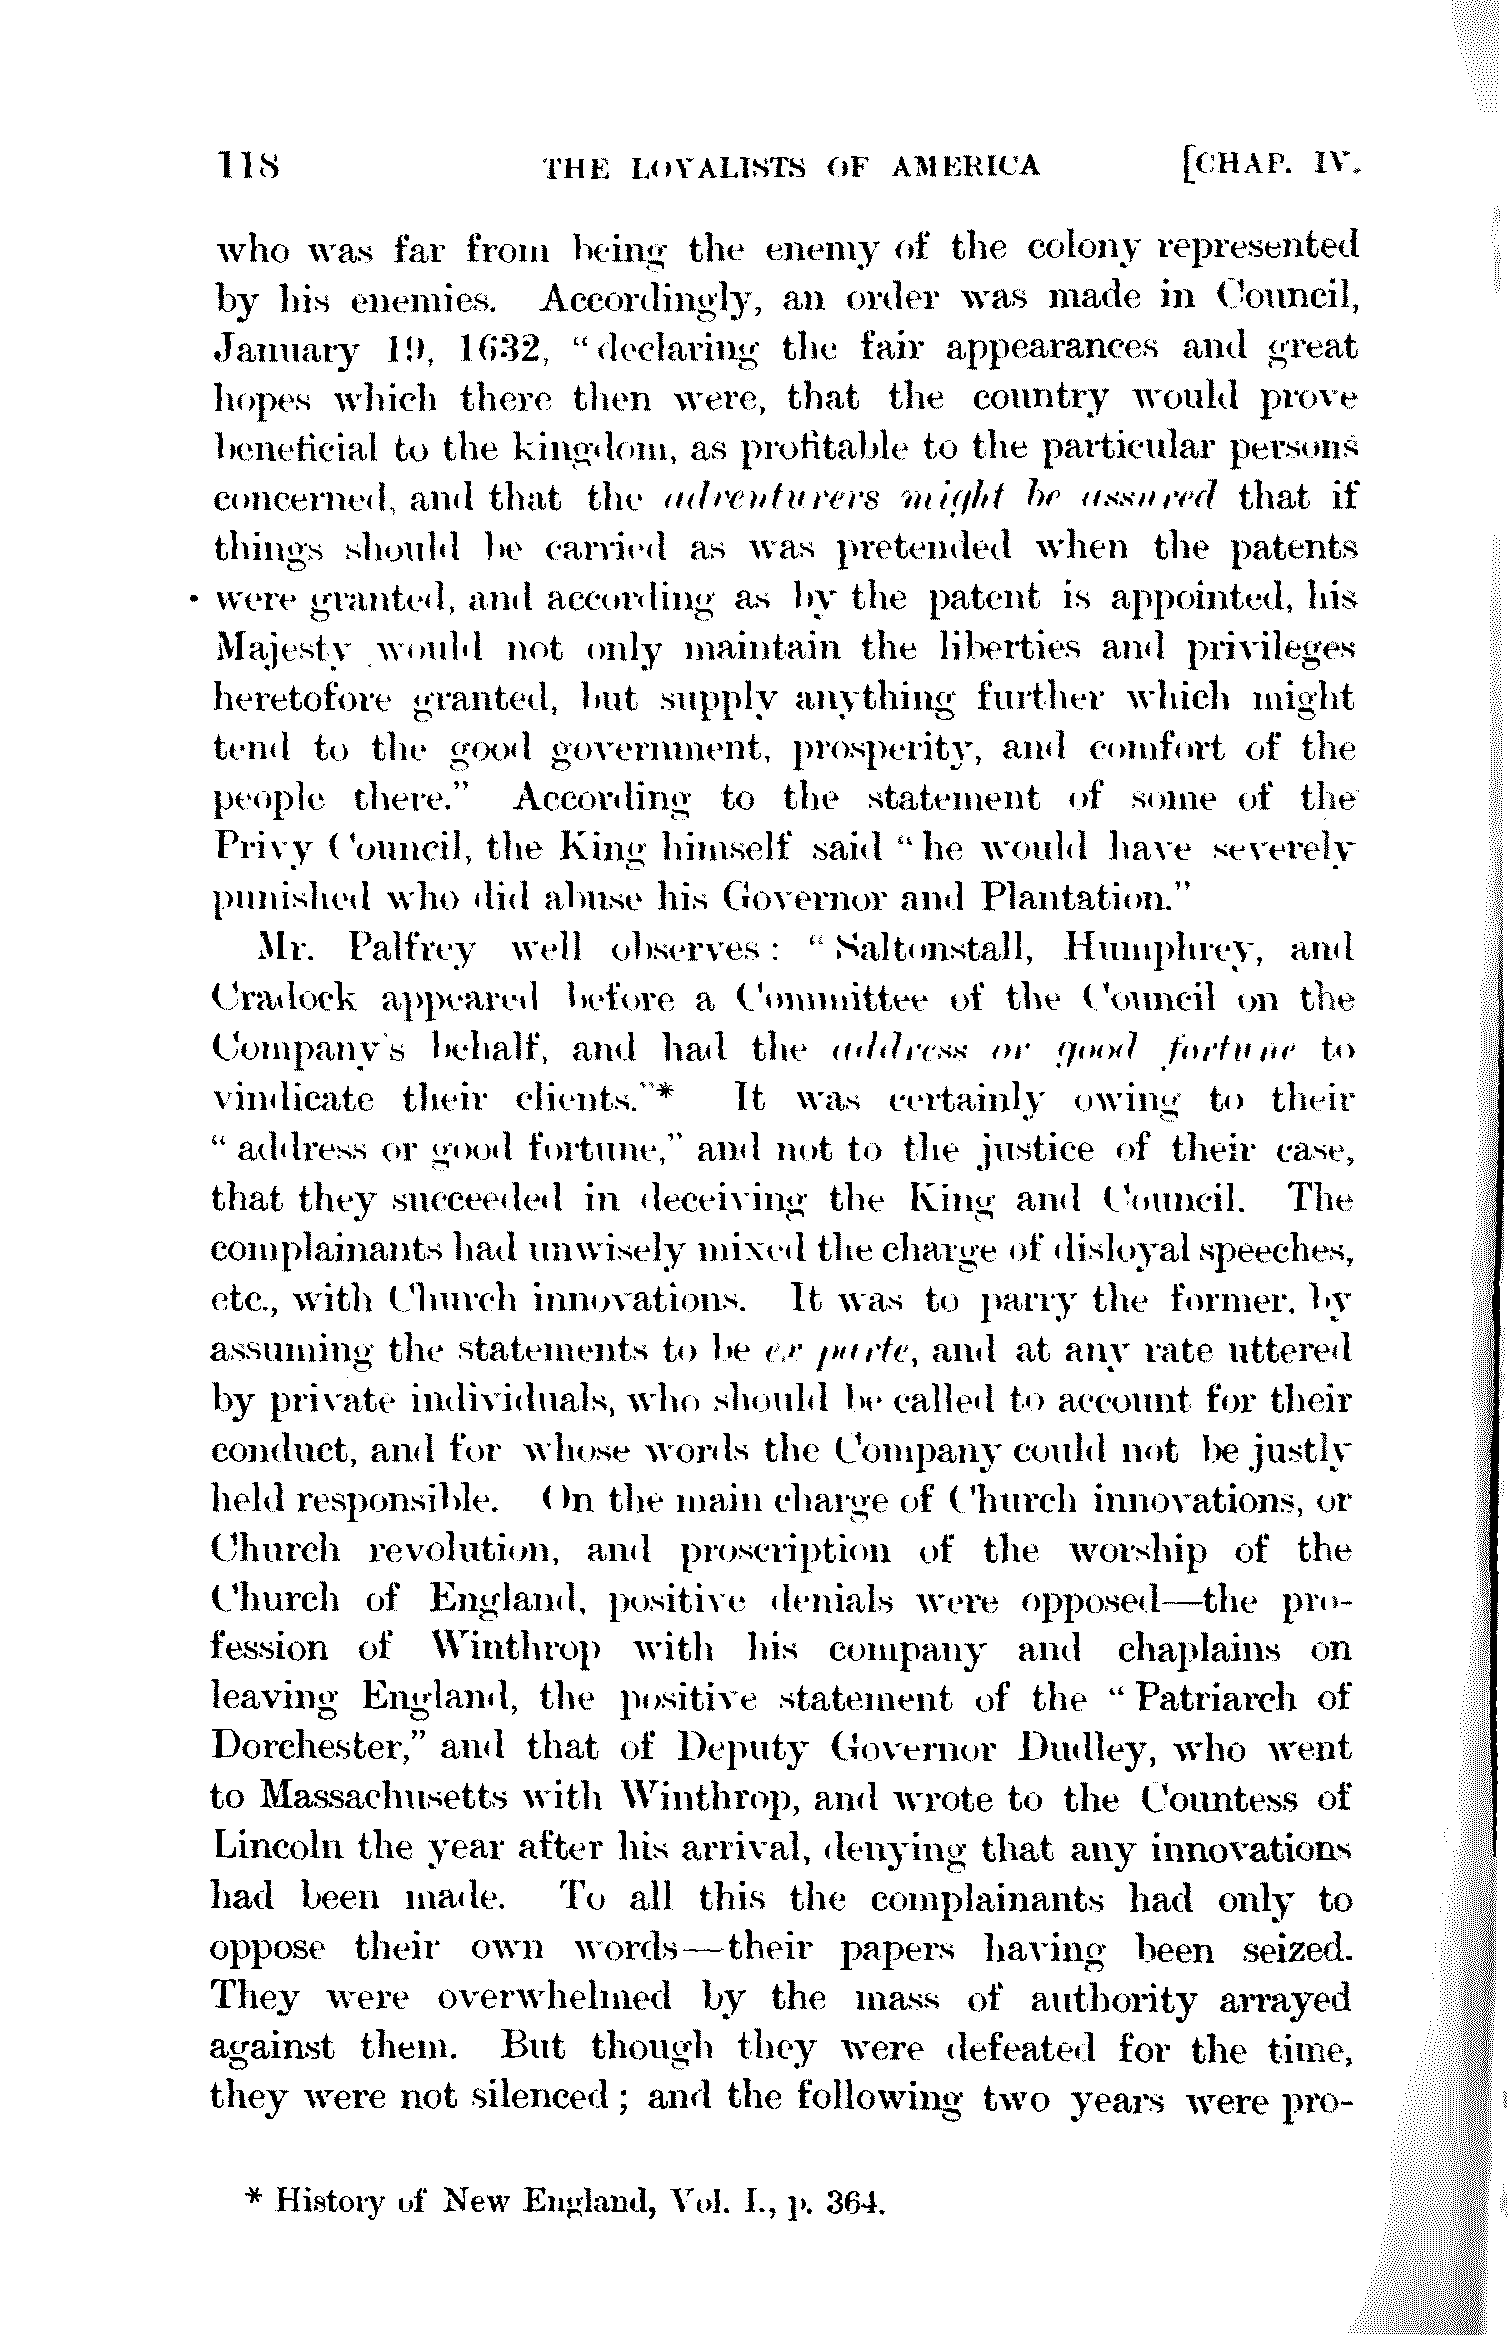 118 THE LOYALISTS OF AMERICA [CHAP. IV.
who was far from being the enemy of the colony represented
by his enemies. Accordingly, an order was made in Council,
January 19, 1632, "declaring the fair appearances and great
hopes which there then were, that the country would prove
beneficial to the kingdom, as profitable to the particular persons
concerned, and that the adventurers might be assured that if
things should be carried as was pretended when the patents
were granted, and according as by the patent is appointed, his
Majesty would not only maintain the liberties and privileges
heretofore granted, but supply anything further which might
tend to the good government, prosperity, and comfort of the
people there." According to the statement of some of the
Privy Council, the King himself said "he would have severely
punished who did abuse his Governor and Plantation."
Mr. Palfrey well observes: "Saltonstall, Humphrey, and
Cradock appeared before a Committee of the Council on the
Company's behalf, and had the address or good fortune to
vindicate their clients."* It was certainly owing to their
"address or good fortune," and not to the justice of their case,
that they succeeded in deceiving the King and Council. The
complainants had unwisely mixed the charge of disloyal speeches,
etc., with Church innovations. It was to parry the former, by
assuming the statements to be ex parte, and at any rate uttered
by private individuals, who should be called to account for their
conduct, and for whose words the Company could not be justly
held responsible. On the main charge of Church innovations, or
Church revolution, and proscription of the worship of the
Church of England, positive denials were opposed—the pro-
fession of Winthrop with his company and chaplains on
leaving England, the positive statement of the "Patriarch of
Dorchester," and that of Deputy Governor Dudley, who went
to Massachusetts with Winthrop, and wrote to the Countess of
Lincoln the year after his arrival, denying that any innovations
had been made. To all this the complainants had only to
oppose their own words—their papers having been seized.
They were overwhelmed by the mass of authority arrayed
against them. But though they were defeated for the time,
they were not silenced; and the following two years were pro-
* History of New England, Vol. I., p. 364.